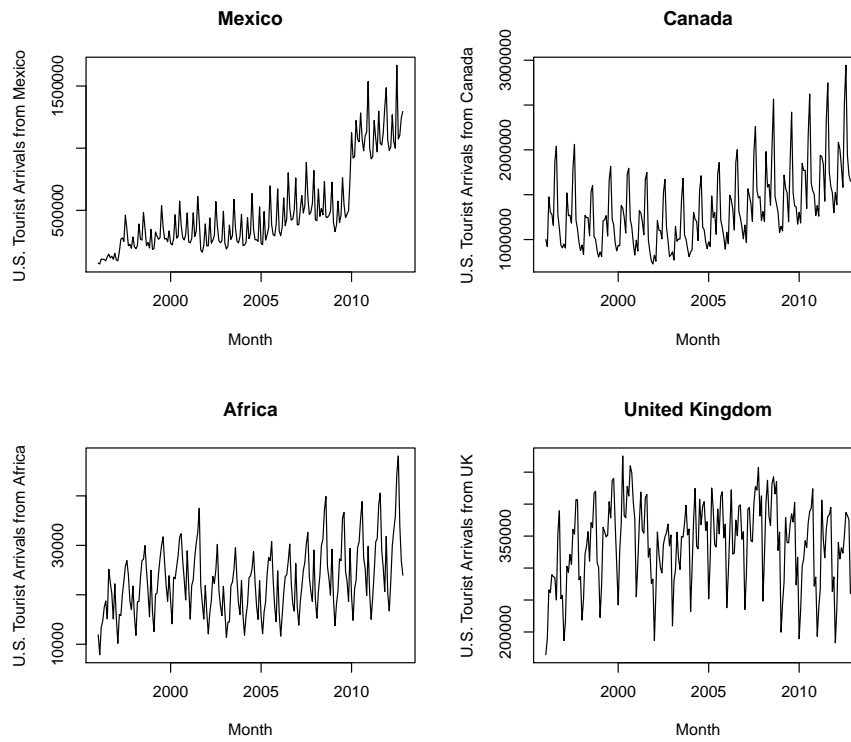 Mexico
U.S. Tourist Arrivals from Mexico
500000
1500000
2000
2005
2010
Month
Canada
U.S. Tourist Arrivals from Canada
1000000
2000000
3000000
2000
2005
2010
Month
Africa
U.S. Tourist Arrivals from Africa
10000
30000
2000
2005
2010
Month
United Kingdom
U.S. Tourist Arrivals from UK
200000
350000
2000
2005
2010
Month